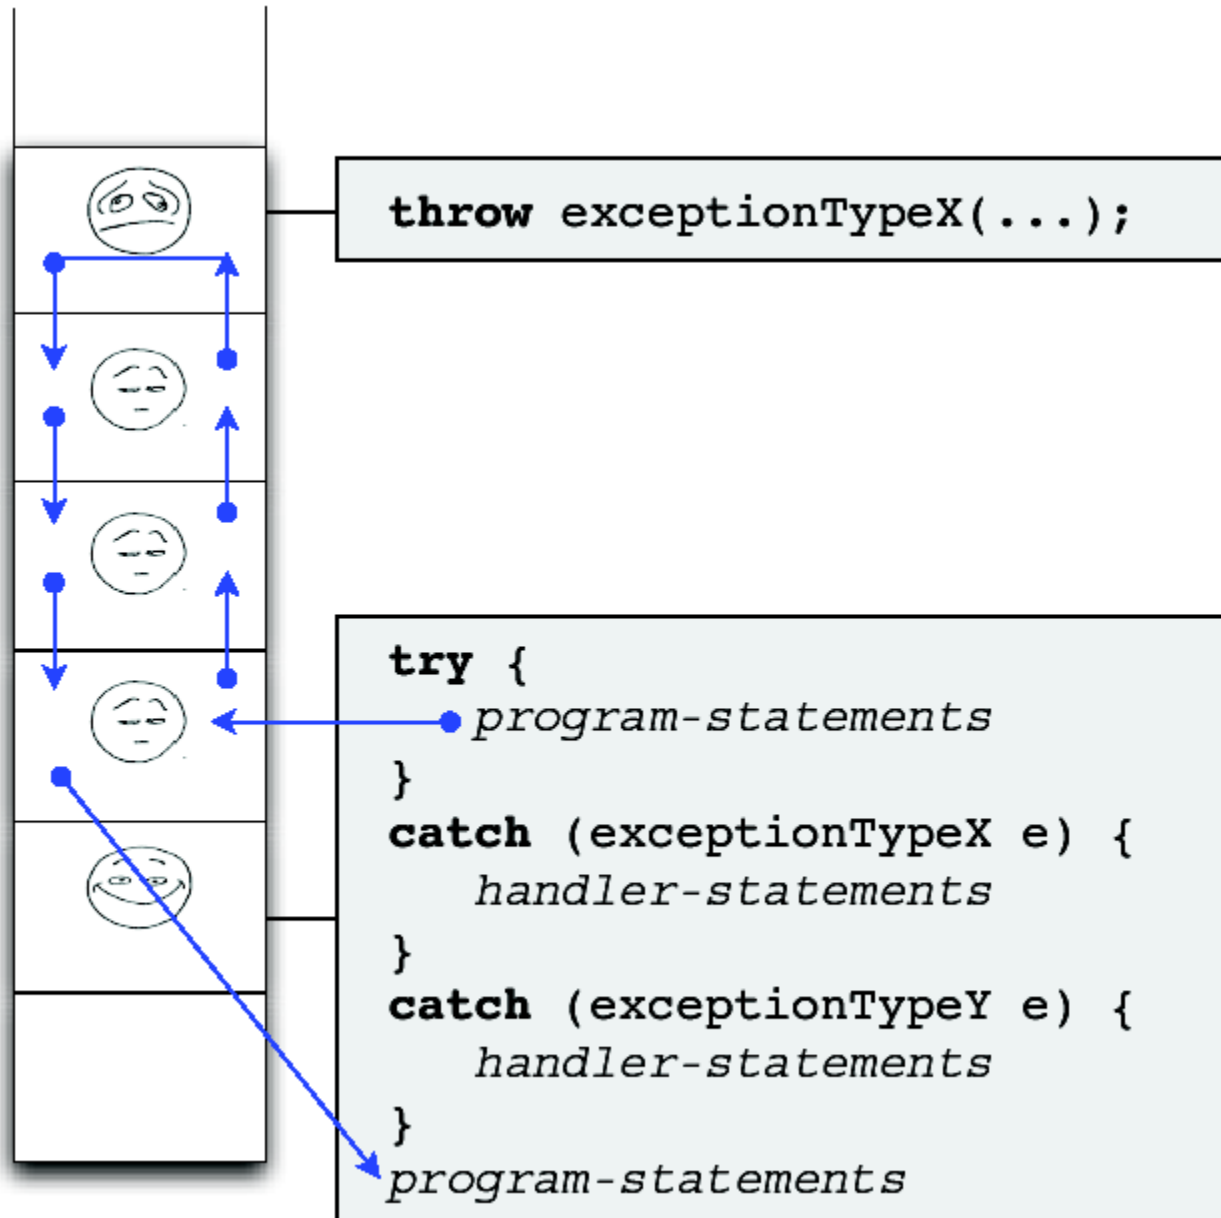 throw exceptionTypeX(...);
try {
program-statements
}
catch (exceptionTypeX e) {
handler-statements
}
catch (exceptionTypeY e) {
handler-statements
}
program-statements